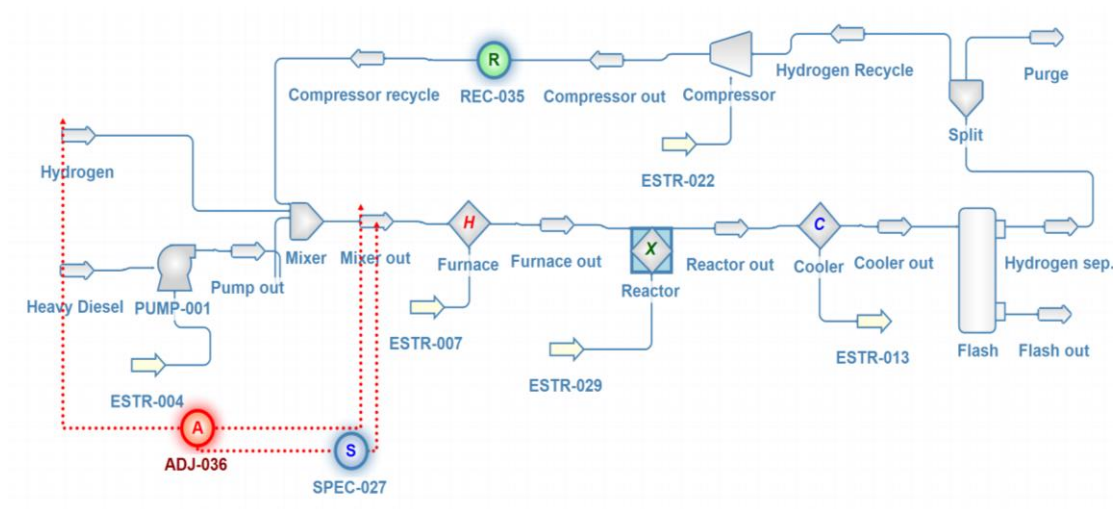 R
Compressor recycle
REC-035
Compressor out
Compressor
Hydrogen Recycle
Purge
Split
ESTR-022
Hydrogen
Mixer
Mixer out
H
Furnace
Furnace out
X
Reactor
Reactor out
C
Cooler
Cooler out
Hydrogen sep.
Heavy Diesel
PUMP-001
Pump out
ESTR-007
ESTR-029
ESTR-013
Flash
Flash out
ESTR-004
A
ADJ-036
S
SPEC-027